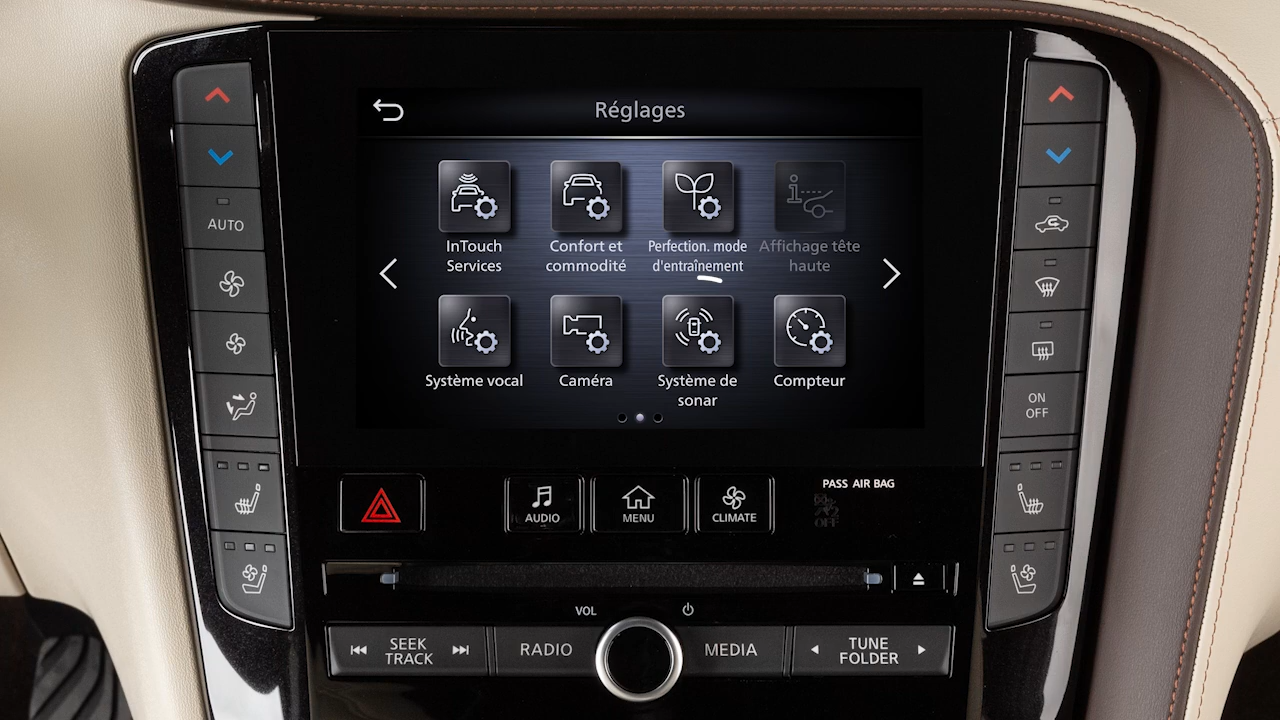 Réglages
AUTO
InTouch
Services
Confort et
commodité
Perfection. mode
d'entraînement
Affichage tête
haute
Système vocal
Caméra
Système de
sonar
Compteur
ON
OFF
AUDIO
MENU
CLIMATE
PASS AIR BAG
OFF
VOL
SEEK
TRACK
RADIO
MEDIA
TUNE
FOLDER